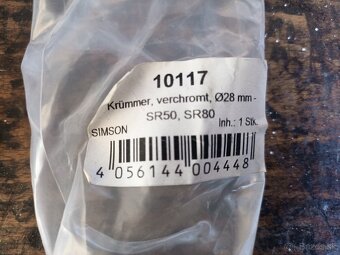 10117
Krümmer, verchromt, Ø28 mm -
SR50, SR80
SIMSON
Inh.: 1 Stk.
4 056144 004448